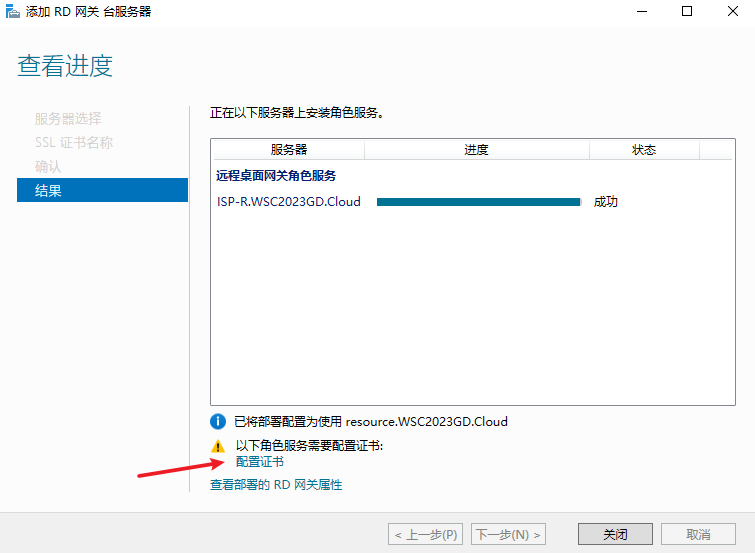 添加 RD 网关 台服务器
查看进度
服务器选择
SSL 证书名称
确认
结果
正在以下服务器上安装角色服务。
服务器 进度 状态
远程桌面网关角色服务
ISP-R.WSC2023GD.Cloud 成功
已将部署配置为使用 resource.WSC2023GD.Cloud
以下角色服务需要配置证书:
配置证书
查看部署的 RD 网关属性
< 上一步(P) 下一步(N) > 关闭 取消